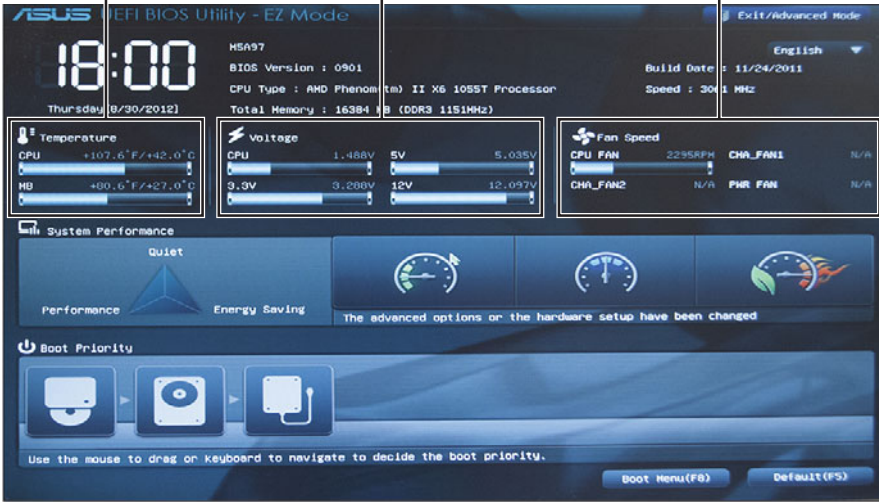 ASUS UEFI BIOS Utility - EZ Mode
Exit/Advanced Mode
18:00
Thursday[8/30/2012]
M5A97
English
BIOS Version : 0901
Build Date : 11/24/2011
CPU Type : AMD Phenom(tm) II X6 1055T Processor
Speed : 3001 MHz
Total Memory : 16384 MB (DDR3 1151MHz)
Temperature
CPU +107.6°F/+42.0°C
MB +80.6°F/+27.0°C
Voltage
CPU 1.488V 5V 5.035V
3.3V 3.288V 12V 12.097V
Fan Speed
CPU FAN 2295RPM CHA_FAN1 N/A
CHA_FAN2 N/A PWR FAN N/A
System Performance
Quiet
Performance
Energy Saving
The advanced options or the hardware setup have been changed
Boot Priority
Use the mouse to drag or keyboard to navigate to decide the boot priority.
Boot Menu(F8)
Default(F5)